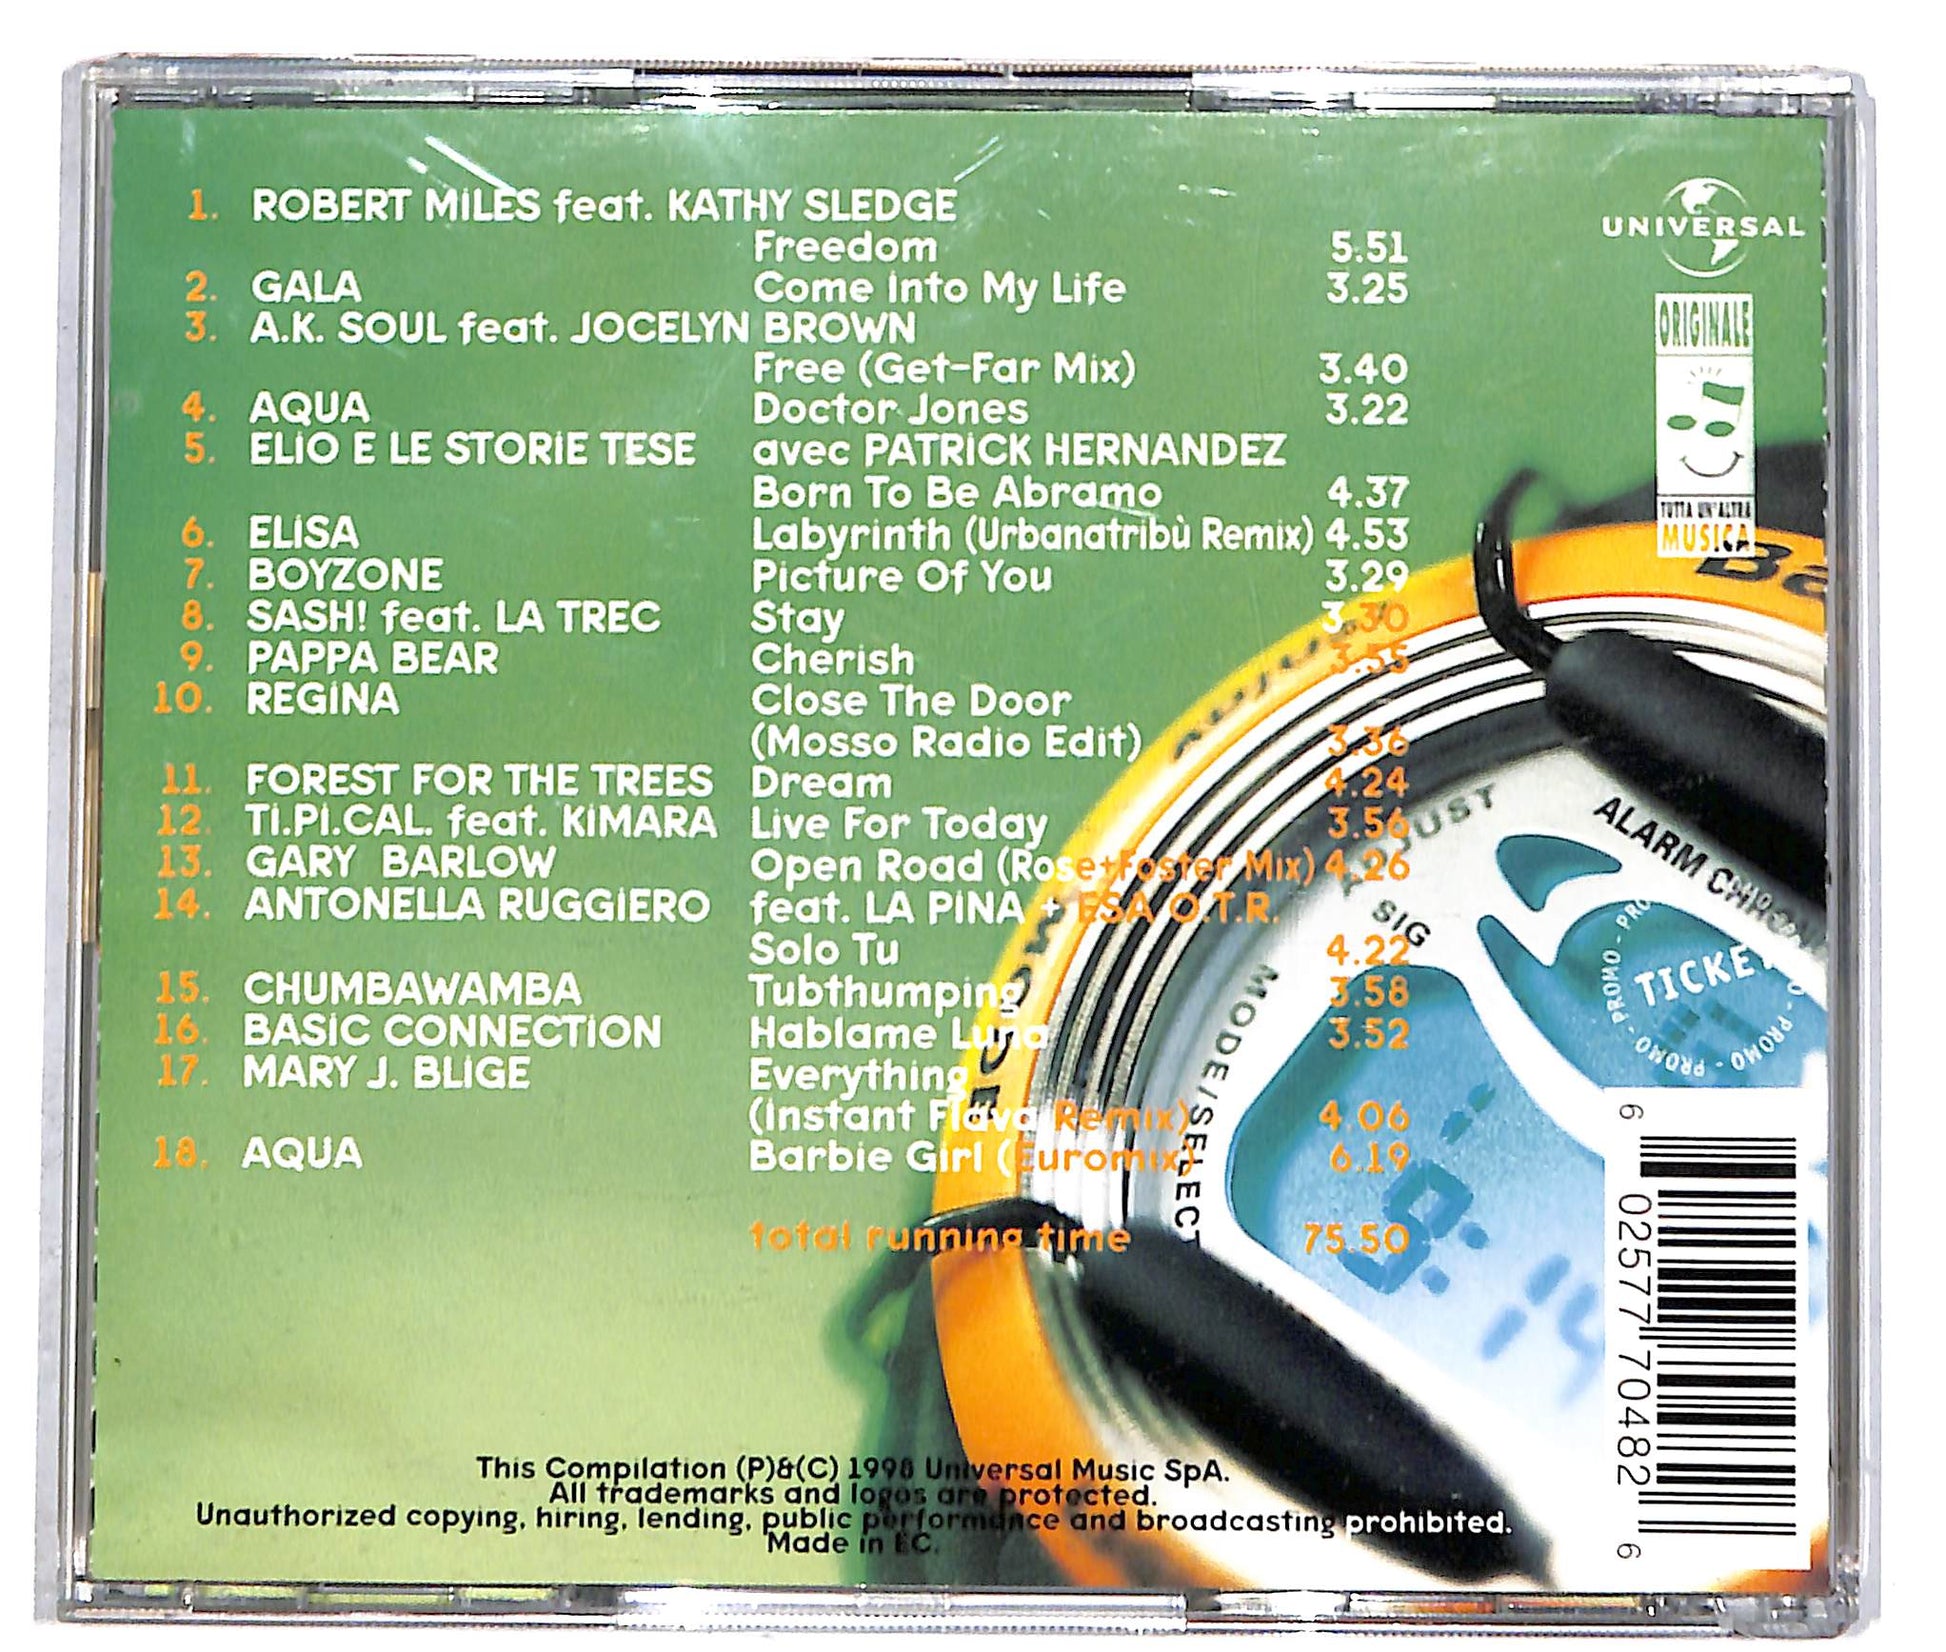 1. ROBERT MILES feat. KATHY SLEDGE
Freedom 5.51
2. GALA Come Into My Life 3.25
3. A.K. SOUL feat. JOCELYN BROWN
Free (Get-Far Mix) 3.40
4. AQUA Doctor Jones 3.22
5. ELIO E LE STORIE TESE avec PATRICK HERNANDEZ
Born To Be Abramo 4.37
6. ELISA Labyrinth (Urbanatribù Remix) 4.53
7. BOYZONE Picture Of You 3.29
8. SASH! feat. LA TREC Stay 3.30
9. PAPPA BEAR Cherish 3.55
10. REGINA Close The Door
(Mosso Radio Edit) 3.36
11. FOREST FOR THE TREES Dream 4.24
12. TI.PI.CAL. feat. KIMARA Live For Today 3.56
13. GARY BARLOW Open Road (Rose+Foster Mix) 4.26
14. ANTONELLA RUGGIERO feat. LA PINA + ESA O.T.R.
Solo Tu 4.22
15. CHUMBAWAMBA Tubthumping 3.58
16. BASIC CONNECTION Hablame Luna 3.52
17. MARY J. BLIGE Everything
(Instant Flava Remix) 4.06
18. AQUA Barbie Girl (Euromix) 6.19
total running time 75.50
This Compilation (P)&(C) 1998 Universal Music SpA.
All trademarks and logos are protected.
Unauthorized copying, hiring, lending, public performance and broadcasting prohibited.
Made in EC.
UNIVERSAL
ORIGINALE
TUTTA UN'ALTRA
MUSICA
ADJUST
ALARM CHRONO
SIG
MODE/SELECT
PROMO - PROMO - PROMO - PROMO
6 02577 70482 6